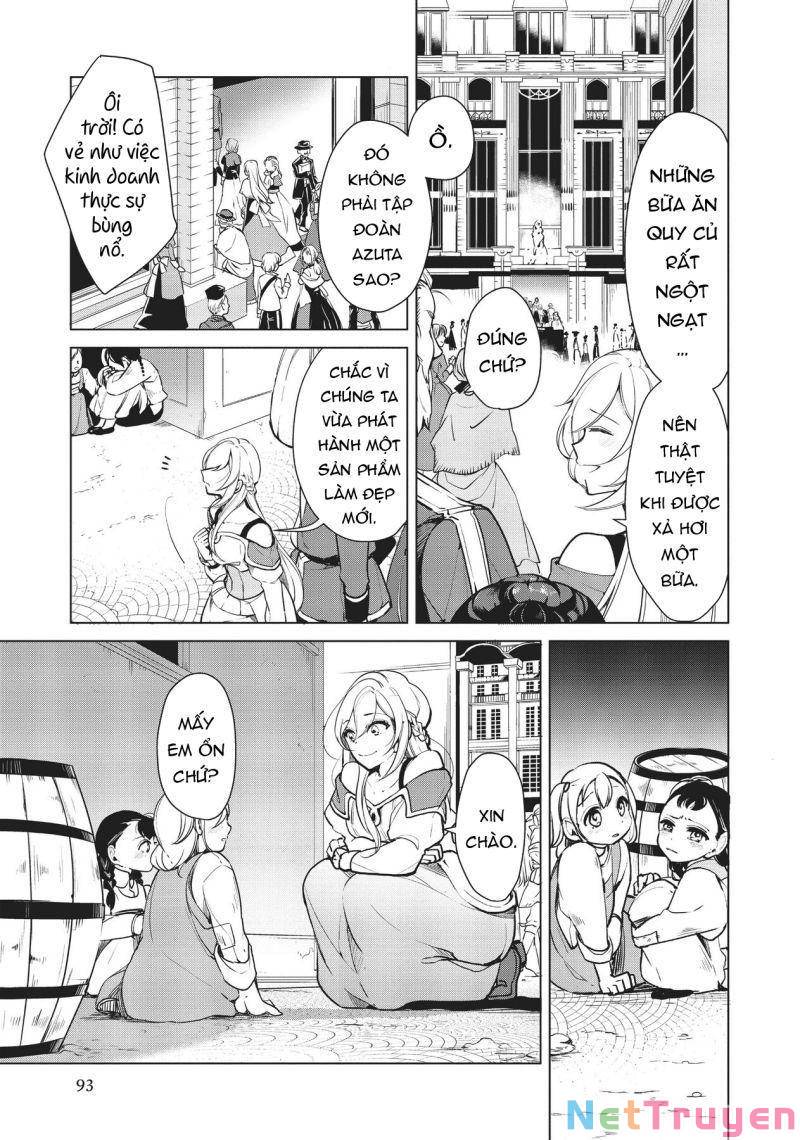 NHỮNG
BỮA ĂN
QUY CỦ
RẤT
NGỘT
NGẠT
...
NÊN
THẬT
TUYỆT
KHI ĐƯỢC
XẢ HƠI
MỘT
BỮA.
ĐÚNG
CHỨ?
Ồ.
ĐÓ
KHÔNG
PHẢI TẬP
ĐOÀN
AZUTA
SAO?
Ôi
trời! Có
vẻ như việc
kinh doanh
thực sự
bùng
nổ.
CHẮC VÌ
CHÚNG TA
VỪA PHÁT
HÀNH MỘT
SẢN PHẨM
LÀM ĐẸP
MỚI.
XIN
CHÀO.
MẤY
EM ỔN
CHỨ?
93
NetTruyen